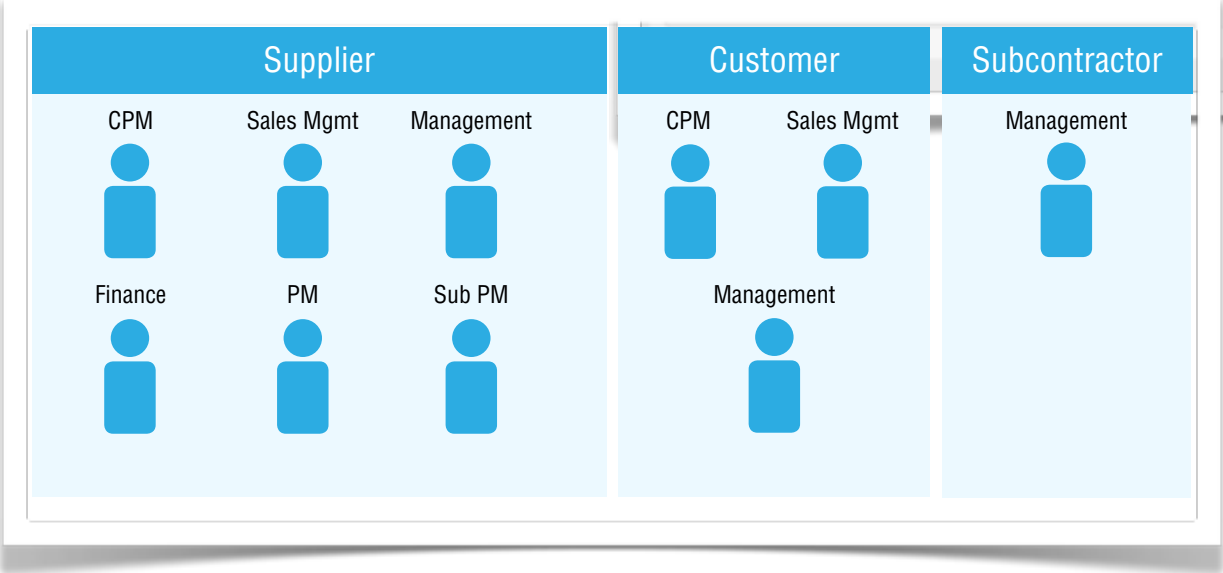 Supplier
Customer
Subcontractor
CPM
Sales Mgmt
Management
CPM
Sales Mgmt
Management
Finance
PM
Sub PM
Management